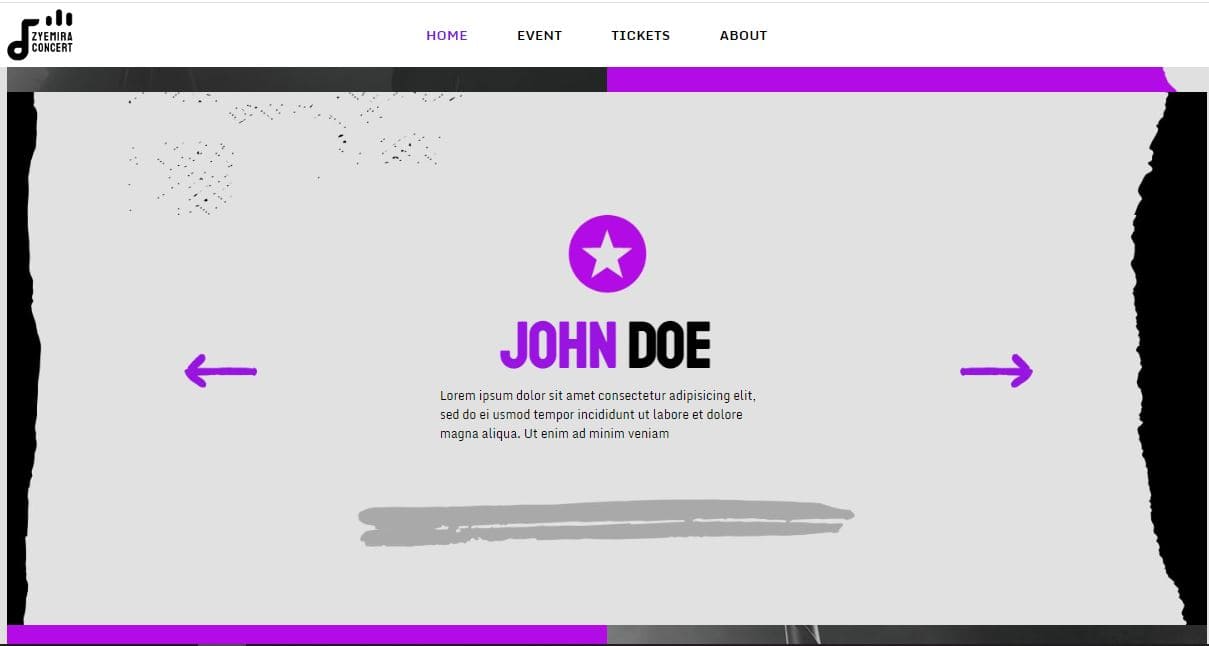 ZYEMIRA
CONCERT
HOME EVENT TICKETS ABOUT
JOHN DOE
Lorem ipsum dolor sit amet consectetur adipisicing elit,
sed do ei usmod tempor incididunt ut labore et dolore
magna aliqua. Ut enim ad minim veniam